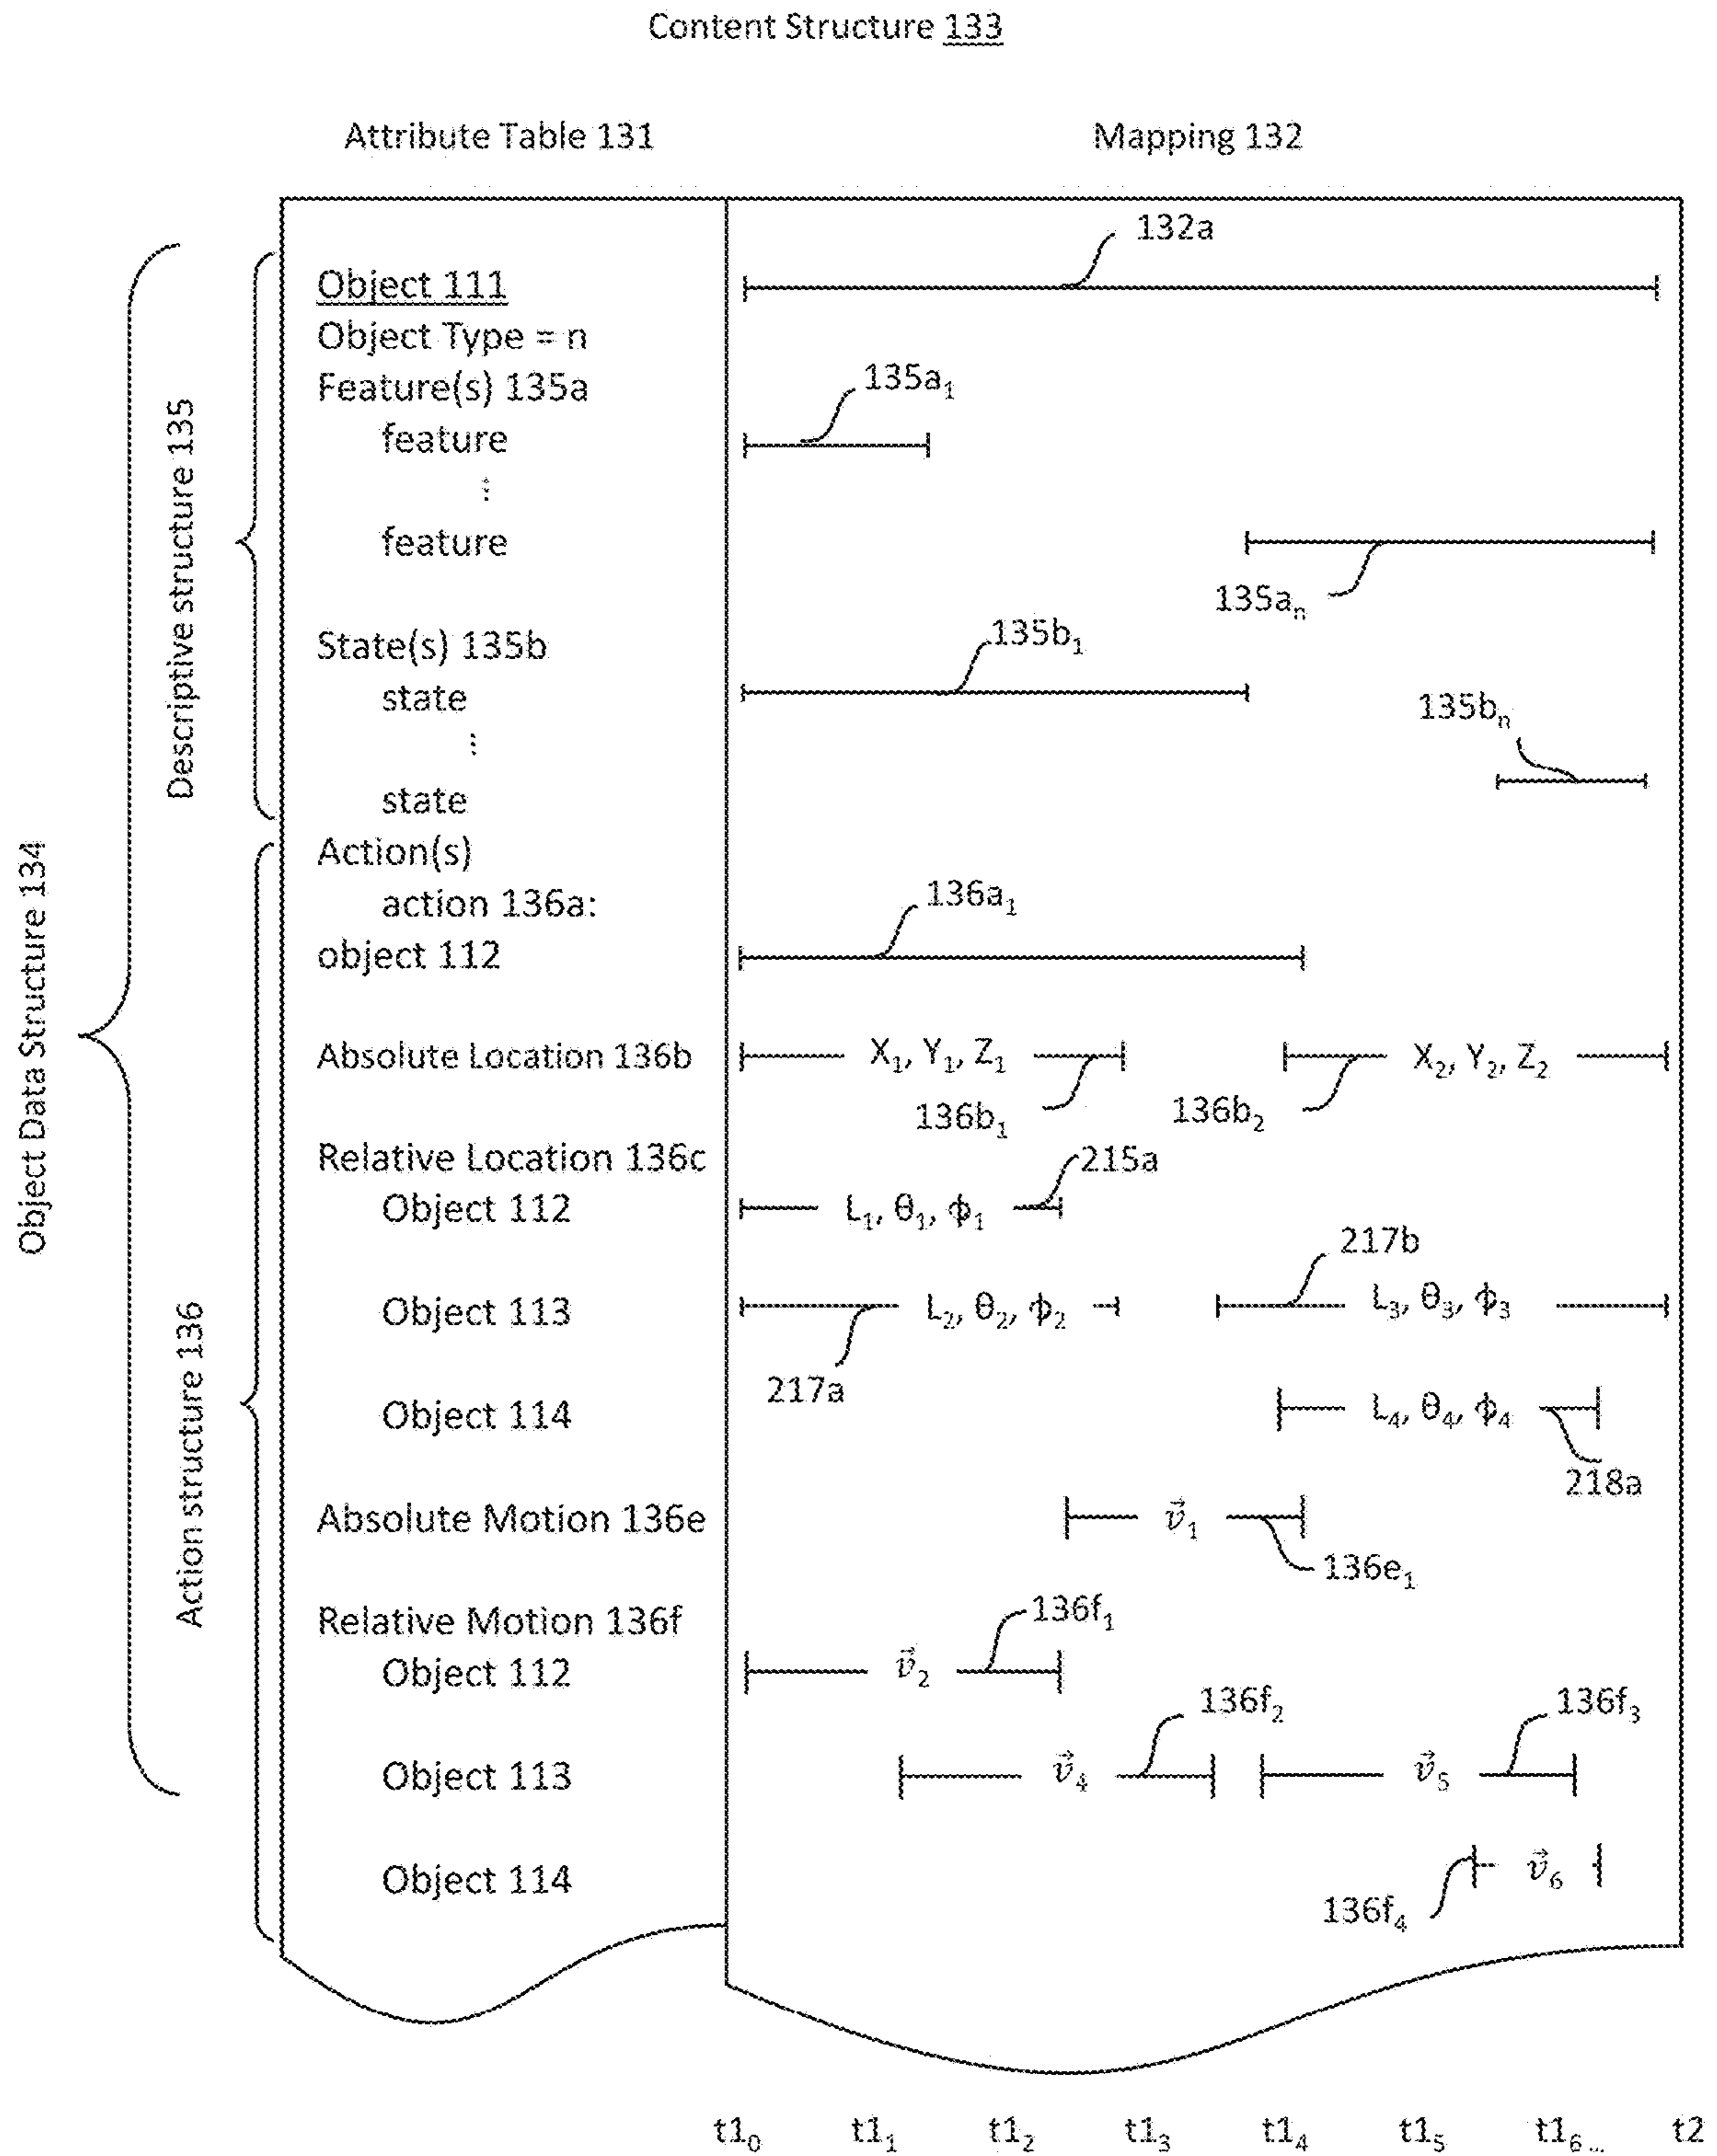 Content Structure 133
Attribute Table 131
Mapping 132
Object Data Structure 134
Descriptive structure 135
Action structure 136
Object 111
132a
Object Type = n
Feature(s) 135a
135a₁
feature
⋮
feature
135aₙ
State(s) 135b
135b₁
state
⋮
135bₙ
state
Action(s)
action 136a:
136a₁
object 112
Absolute Location 136b
X₁, Y₁, Z₁
X₂, Y₂, Z₂
136b₁
136b₂
Relative Location 136c
215a
Object 112
L₁, θ₁, ϕ₁
217b
Object 113
L₂, θ₂, ϕ₂
L₃, θ₃, ϕ₃
217a
Object 114
L₄, θ₄, ϕ₄
218a
Absolute Motion 136e
v⃗₁
136e₁
Relative Motion 136f
136f₁
Object 112
v⃗₂
136f₂
136f₃
Object 113
v⃗₄
v⃗₅
Object 114
v⃗₆
136f₄
t1₀ t1₁ t1₂ t1₃ t1₄ t1₅ t1₆ ... t2